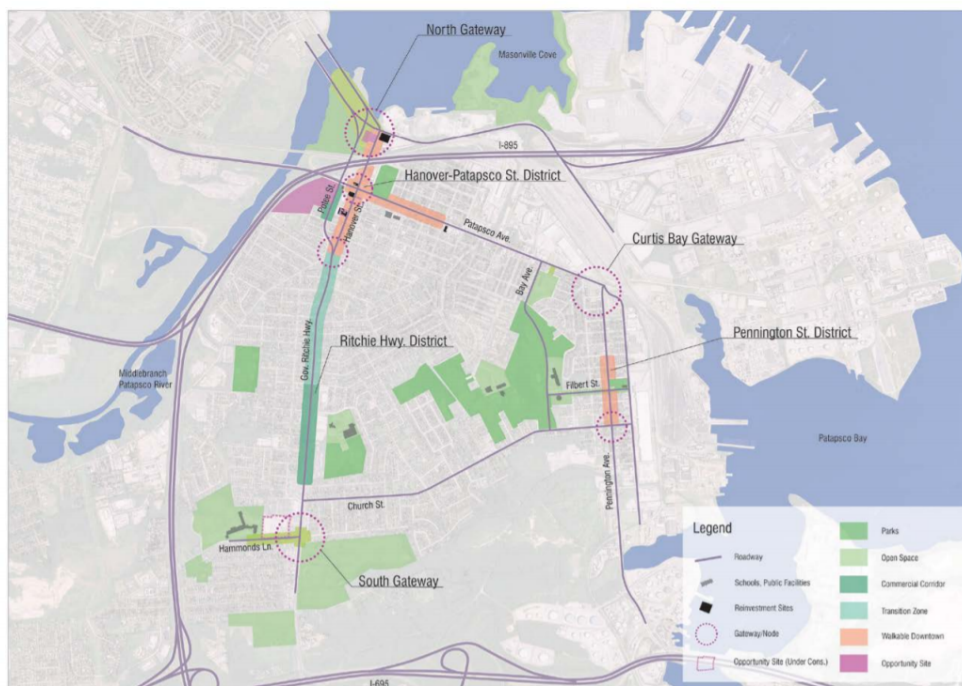 North Gateway
Masonville Cove
I-895
Hanover-Patapsco St. District
Potee St.
Hanover St.
Patapsco Ave.
Curtis Bay Gateway
Bay Ave.
Pennington St. District
Gov. Ritchie Hwy.
Ritchie Hwy. District
Filbert St.
Middlebranch
Patapsco River
Patapsco Bay
Pennington Ave.
Church St.
Hammonds Ln.
South Gateway
I-695
Legend
Roadway
Schools, Public Facilities
Reinvestment Sites
Gateway/Node
Opportunity Site (Under Cons.)
Parks
Open Space
Commercial Corridor
Transition Zone
Walkable Downtown
Opportunity Site